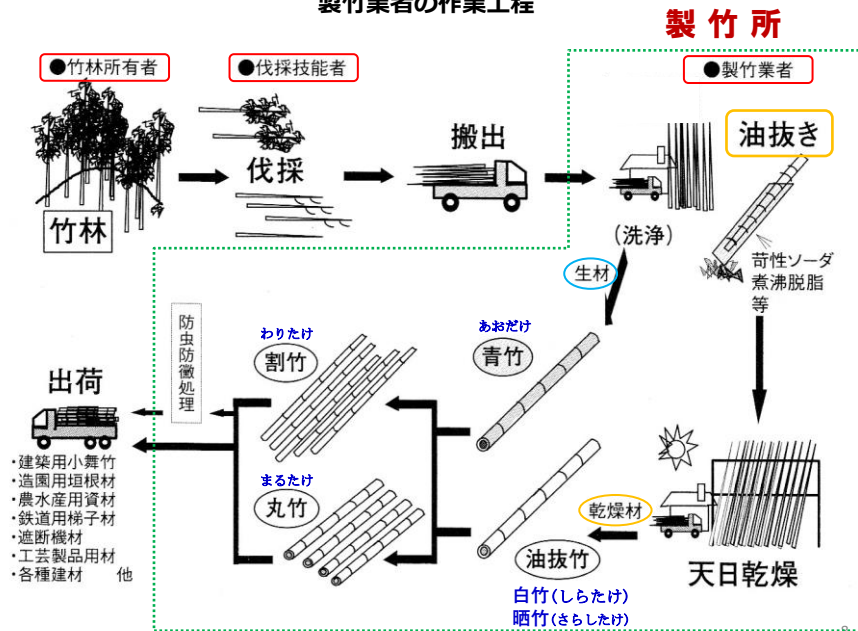 製竹業者の作業工程
製竹所
●竹林所有者
●伐採技能者
●製竹業者
竹林
伐採
搬出
(洗浄)
油抜き
苛性ソーダ
煮沸脱脂
等
生材
あおだけ
青竹
わりたけ
割竹
防虫防黴処理
出荷
・建築用小舞竹
・造園用垣根材
・農水産用資材
・鉄道用梯子材
・遮断機材
・工芸製品用材
・各種建材　他
まるたけ
丸竹
乾燥材
油抜竹
白竹(しらたけ)
晒竹(さらしたけ)
天日乾燥